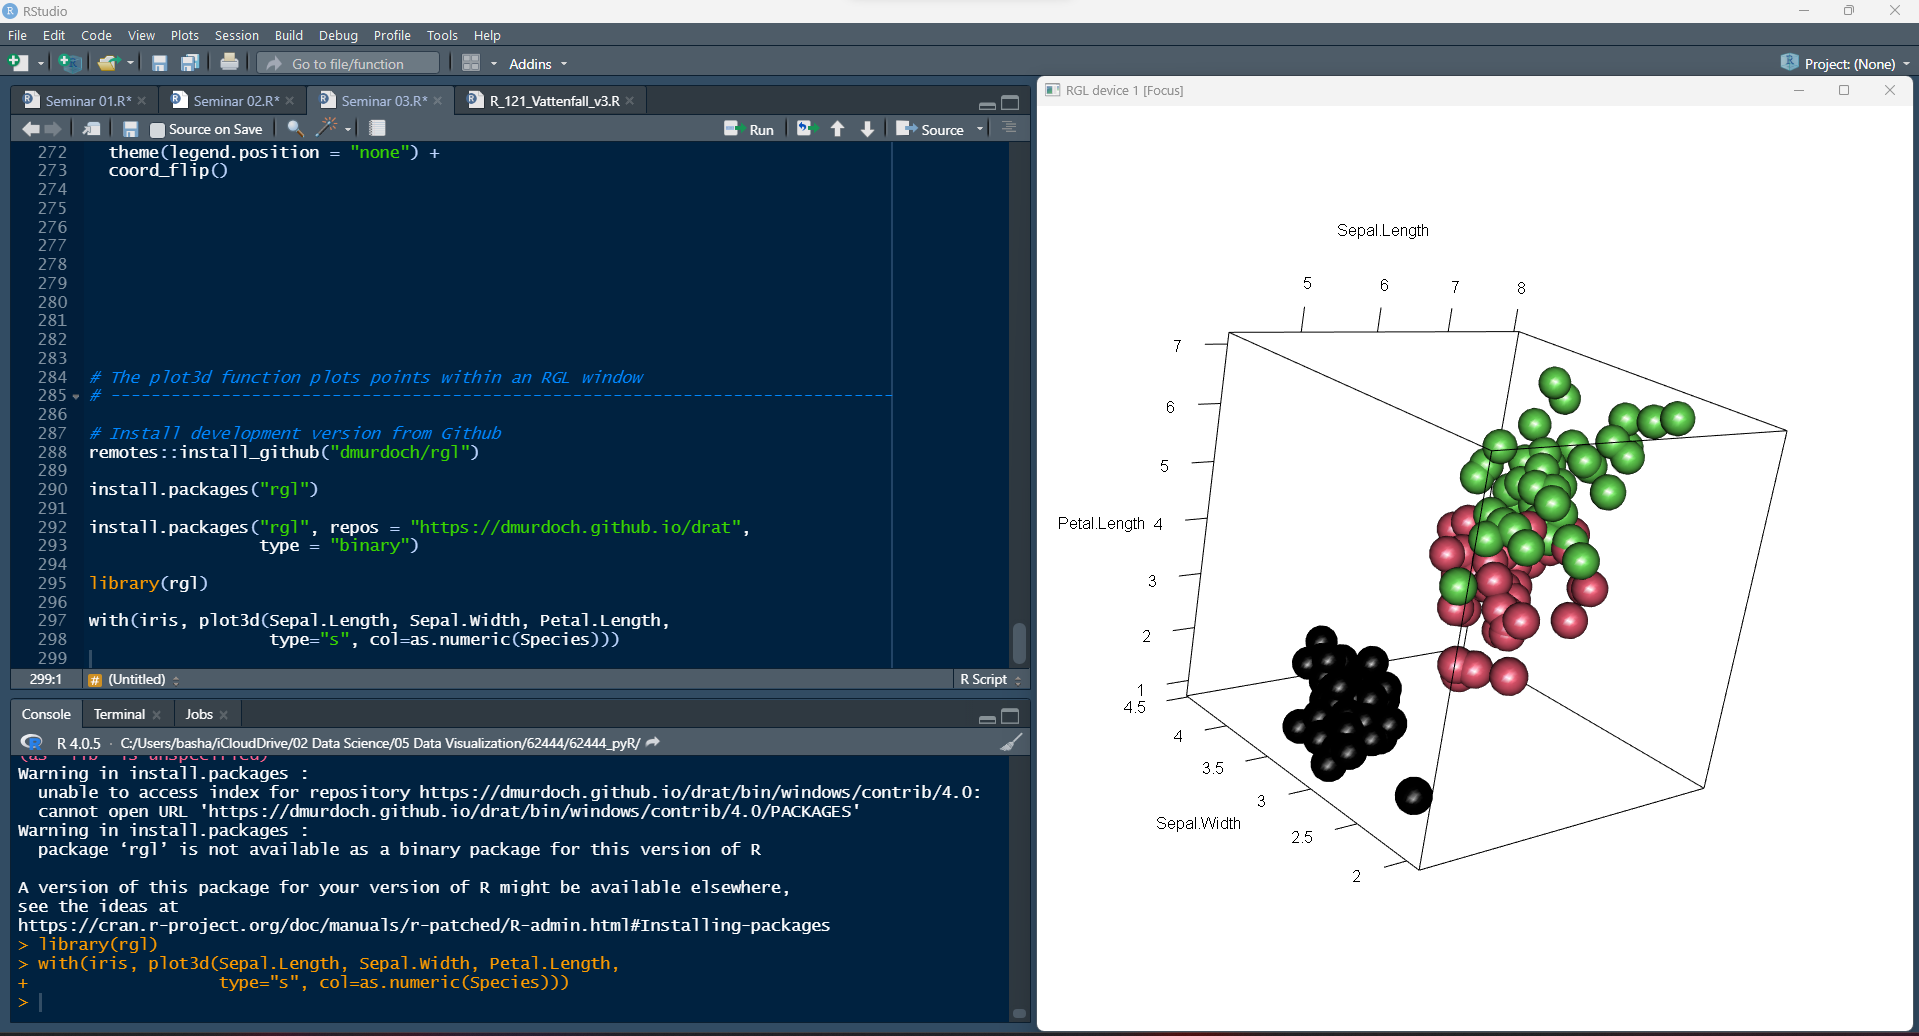 RStudio
File Edit Code View Plots Session Build Debug Profile Tools Help
Go to file/function Addins Project: (None)
Seminar 01.R* Seminar 02.R* Seminar 03.R* R_121_Vattenfall_v3.R
Source on Save Run Source
272 theme(legend.position = "none") +
273 coord_flip()
274
275
276
277
278
279
280
281
282
283
284 # The plot3d function plots points within an RGL window
285 # ------------------------------------------------------------------------------
286
287 # Install development version from Github
288 remotes::install_github("dmurdoch/rgl")
289
290 install.packages("rgl")
291
292 install.packages("rgl", repos = "https://dmurdoch.github.io/drat",
293 type = "binary")
294
295 library(rgl)
296
297 with(iris, plot3d(Sepal.Length, Sepal.Width, Petal.Length,
298 type="s", col=as.numeric(Species)))
299
299:1 # (Untitled) R Script
Console Terminal Jobs
R 4.0.5 · C:/Users/basha/iCloudDrive/02 Data Science/05 Data Visualization/62444/62444_pyR/
(as 'lib' is unspecified)
Warning in install.packages :
unable to access index for repository https://dmurdoch.github.io/drat/bin/windows/contrib/4.0:
cannot open URL 'https://dmurdoch.github.io/drat/bin/windows/contrib/4.0/PACKAGES'
Warning in install.packages :
package ‘rgl’ is not available as a binary package for this version of R
A version of this package for your version of R might be available elsewhere,
see the ideas at
https://cran.r-project.org/doc/manuals/r-patched/R-admin.html#Installing-packages
> library(rgl)
> with(iris, plot3d(Sepal.Length, Sepal.Width, Petal.Length,
+ type="s", col=as.numeric(Species)))
>
RGL device 1 [Focus]
Sepal.Length
5 6 7 8
7
6
5
Petal.Length 4
3
2
1
4.5
4
3.5
3
Sepal.Width
2.5
2